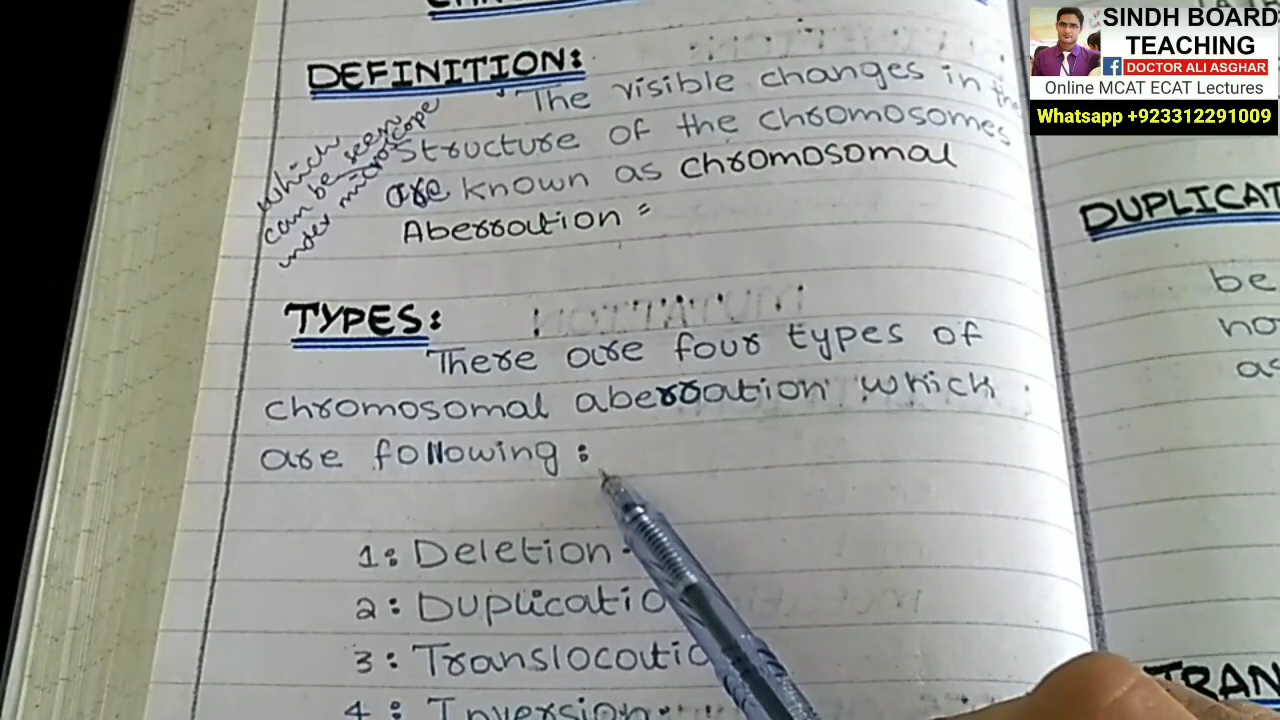 DEFINITION:
The visible changes in the
Structure of the chromosomes
are known as chromosomal
Aberration =
which
can be seen
under microscope
TYPES:
There are four types of
chromosomal aberration which
are following :
1: Deletion.
2: Duplicatio
3: Translocatio
4: Inversion.
DUPLICAT
be
no
as
TRAN
SINDH BOARD
TEACHING
f DOCTOR ALI ASGHAR
Online MCAT ECAT Lectures
Whatsapp +923312291009